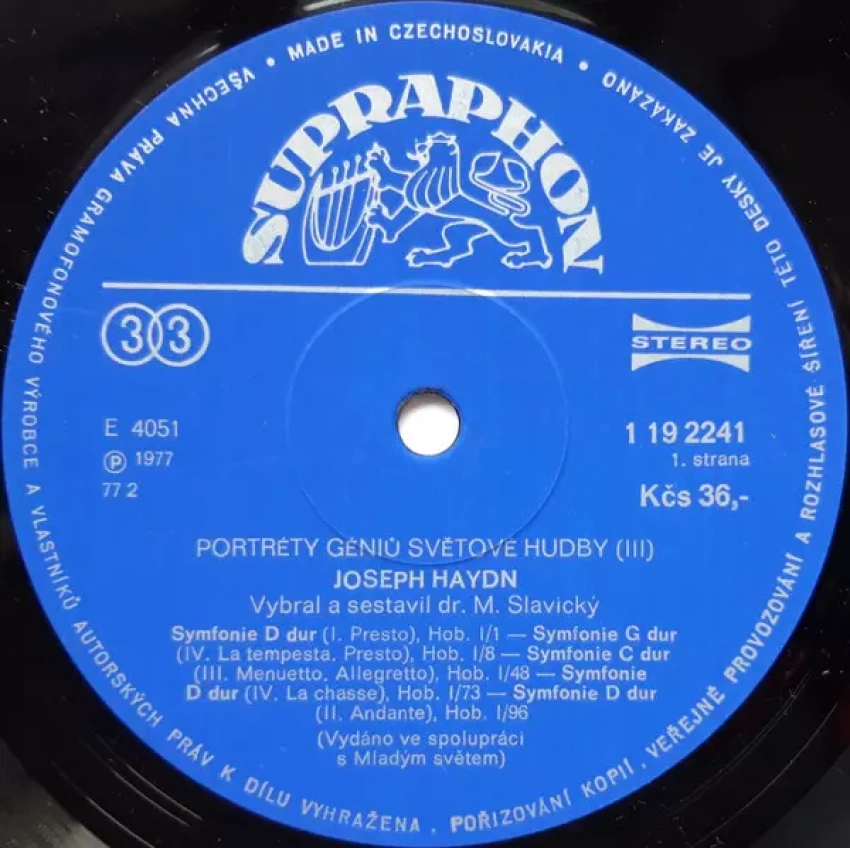 VŠECHNA PRÁVA GRAMOFONOVÉHO VÝROBCE A VLASTNÍKŮ AUTORSKÝCH PRÁV K DÍLU VYHRAŽENA . POŘIZOVÁNÍ KOPIÍ , VEŘEJNÉ PROVOZOVÁNÍ A ROZHLASOVÉ ŠÍŘENÍ TÉTO DESKY JE ZAKÁZÁNO
• MADE IN CZECHOSLOVAKIA •
SUPRAPHON
33
STEREO
E 4051
Ⓟ 1977
77 2
1 19 2241
1. strana
Kčs 36,-
PORTRÉTY GÉNIŮ SVĚTOVÉ HUDBY (III)
JOSEPH HAYDN
Vybral a sestavil dr. M. Slavický
Symfonie D dur (I. Presto), Hob. I/1 — Symfonie G dur
(IV. La tempesta. Presto), Hob. I/8 — Symfonie C dur
(III. Menuetto. Allegretto), Hob. I/48 — Symfonie
D dur (IV. La chasse), Hob. I/73 — Symfonie D dur
(II. Andante), Hob. I/96
(Vydáno ve spolupráci
s Mladým světem)